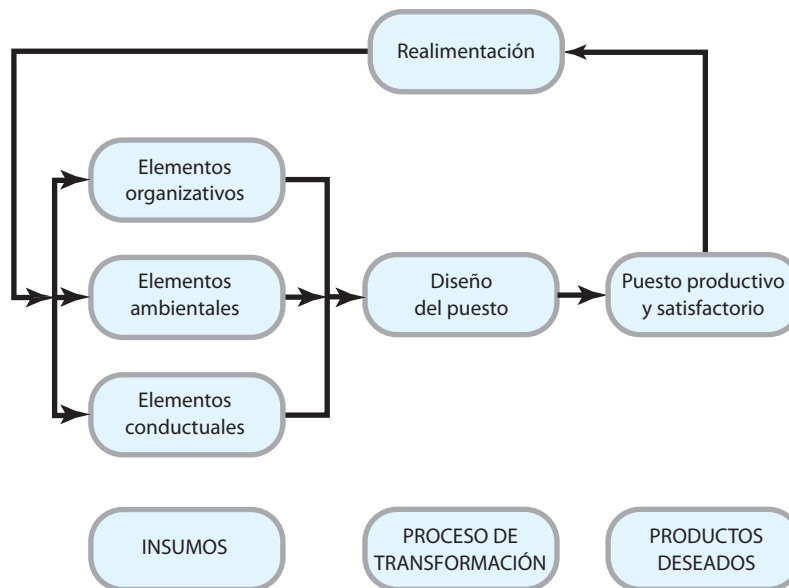 Realimentación
Elementos
organizativos
Elementos
ambientales
Diseño
del puesto
Puesto productivo
y satisfactorio
Elementos
conductuales
INSUMOS
PROCESO DE
TRANSFORMACIÓN
PRODUCTOS
DESEADOS